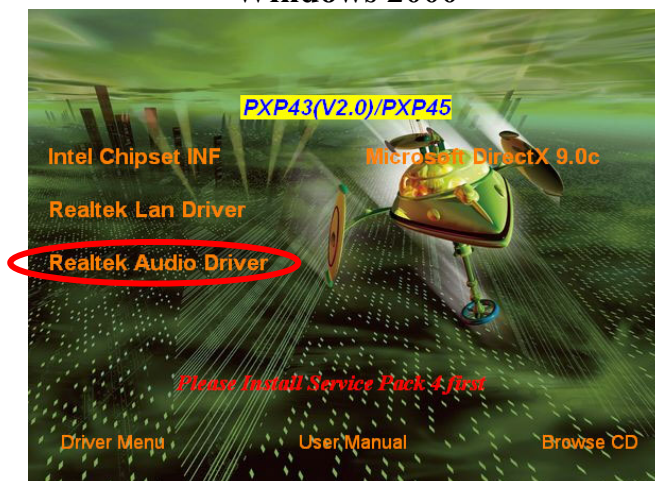 Windows 2000
PXP43(V2.0)/PXP45
Intel Chipset INF
Microsoft DirectX 9.0c
Realtek Lan Driver
Realtek Audio Driver
Please Install Service Pack 4 first
Driver Menu
User Manual
Browse CD